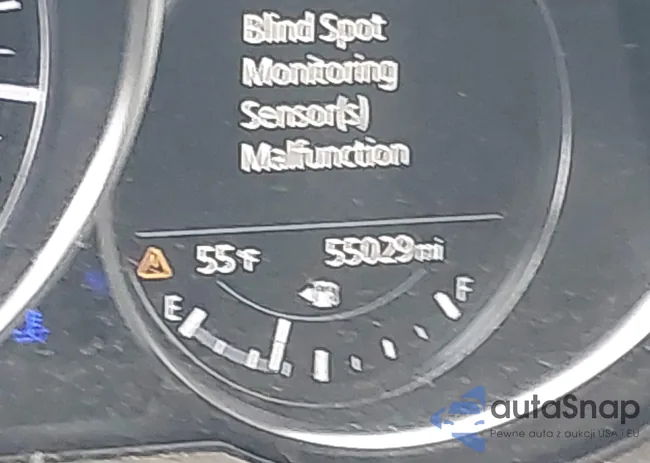 Blind Spot
Monitoring
Sensor(s)
Malfunction
55°F 55029mi
E F
autaSnap
Pewne auta z aukcji USA i EU